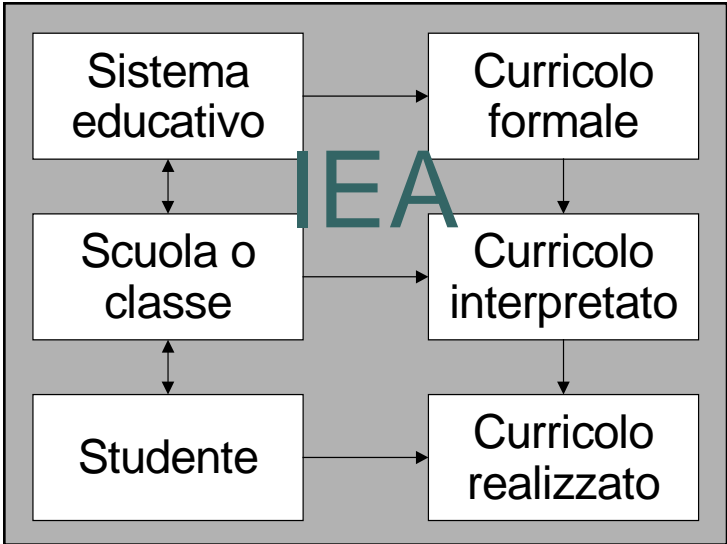 Sistema
educativo
Curricolo
formale
IEA
Scuola o
classe
Curricolo
interpretato
Studente
Curricolo
realizzato